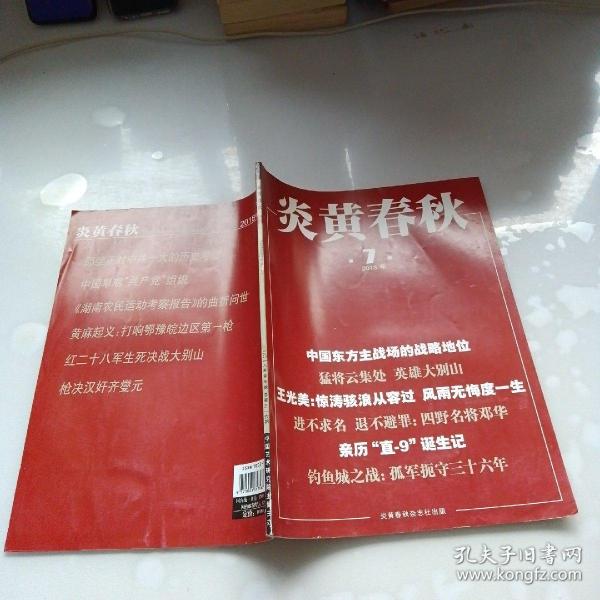 炎黄春秋
·7·
2018年
中国东方主战场的战略地位
猛将云集处 英雄大别山
王光美：惊涛骇浪从容过 风雨无悔度一生
进不求名 退不避罪：四野名将邓华
亲历“直-9”诞生记
钓鱼城之战：孤军扼守三十六年
炎黄春秋杂志社出版
炎黄春秋
2018
中国早期“共产党”组织
《湖南农民运动考察报告》的曲折问世
黄麻起义：打响鄂豫皖边区第一枪
红二十八军生死决战大别山
枪决汉奸齐燮元
孔夫子旧书网
www.kongfz.com